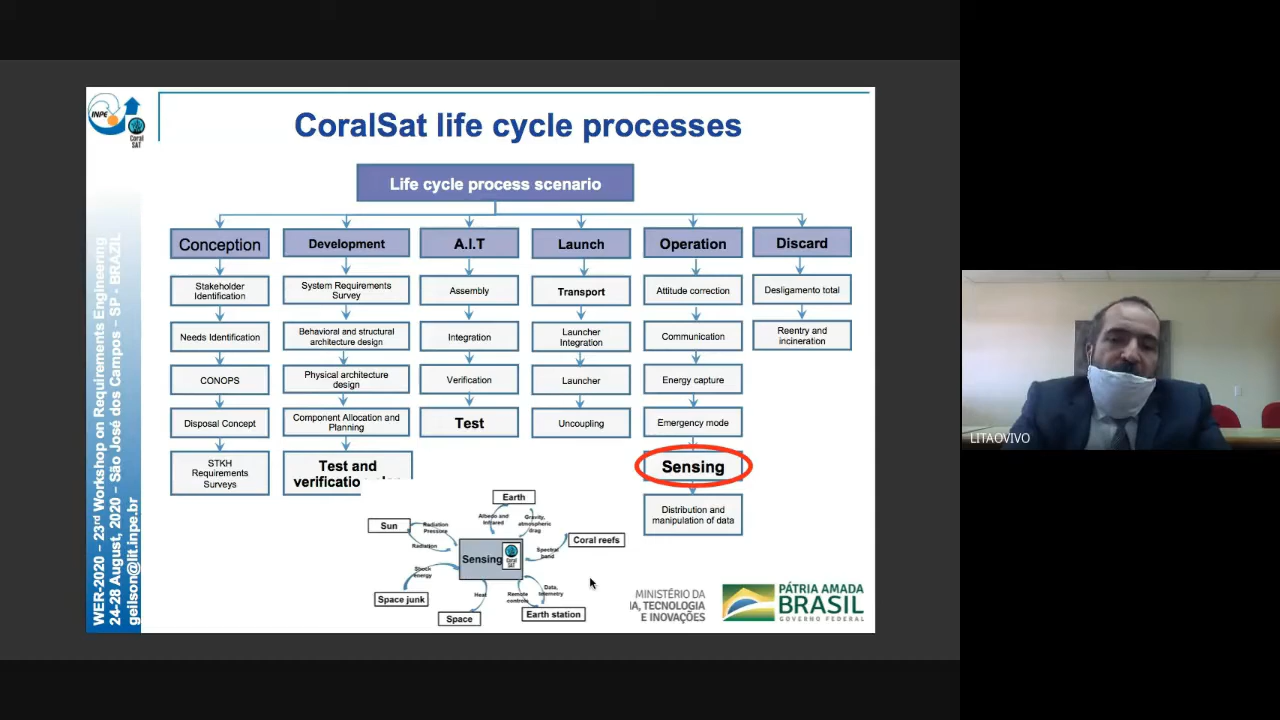 INPE
Coral
SAT
CoralSat life cycle processes
Life cycle process scenario
Conception
Stakeholder
Identification
Needs Identification
CONOPS
Disposal Concept
STKH
Requirements
Surveys
Development
System Requirements
Survey
Behavioral and structural
architecture design
Physical architecture
design
Component Allocation and
Planning
Test and
A.I.T
Assembly
Integration
Verification
Test
Launch
Transport
Launcher
Integration
Launcher
Uncoupling
Operation
Attitude correction
Communication
Energy capture
Emergency mode
Sensing
Distribution and
manipulation of data
Discard
Desligamento total
Reentry and
incineration
Earth
Albedo and
Infrared
Gravity,
atmospheric
drag
Sun
Radiation
Pressure
Radiation
Coral reefs
Spectral
band
Sensing
Coral
SAT
Shock
energy
Space junk
Heat
Space
Remote
controls
Data,
telemetry
Earth station
WER-2020 – 23rd Workshop on Requirements Engineering
24-28 August, 2020 – São José dos Campos – SP - BRAZIL
geilson@lit.inpe.br
MINISTÉRIO DA
IA, TECNOLOGIA
E INOVAÇÕES
PÁTRIA AMADA
BRASIL
GOVERNO FEDERAL
LITAOVIVO